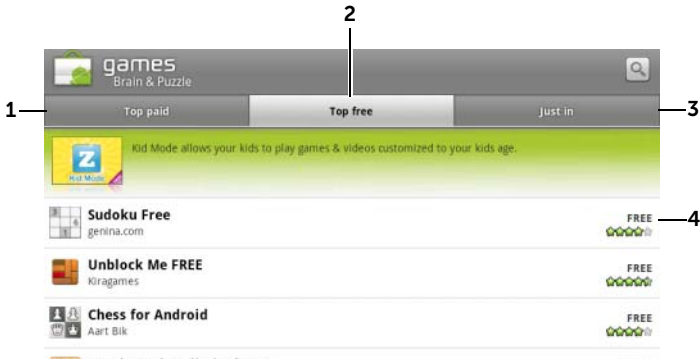 2
games
Brain & Puzzle
1
Top paid
Top free
Just in
3
Kid Mode allows your kids to play games & videos customized to your kids age.
Z
Kid Mode
Sudoku Free
FREE
4
genina.com
Unblock Me FREE
FREE
Kiragames
Chess for Android
FREE
Aart Bik